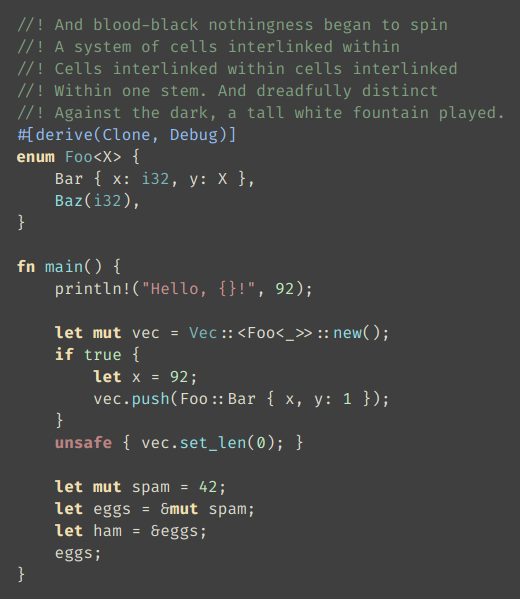 //! And blood-black nothingness began to spin
//! A system of cells interlinked within
//! Cells interlinked within cells interlinked
//! Within one stem. And dreadfully distinct
//! Against the dark, a tall white fountain played.
#[derive(Clone, Debug)]
enum Foo<X> {
    Bar { x: i32, y: X },
    Baz(i32),
}

fn main() {
    println!("Hello, {}!", 92);

    let mut vec = Vec::<Foo<_>>::new();
    if true {
        let x = 92;
        vec.push(Foo::Bar { x, y: 1 });
    }
    unsafe { vec.set_len(0); }

    let mut spam = 42;
    let eggs = &mut spam;
    let ham = &eggs;
    eggs;
}